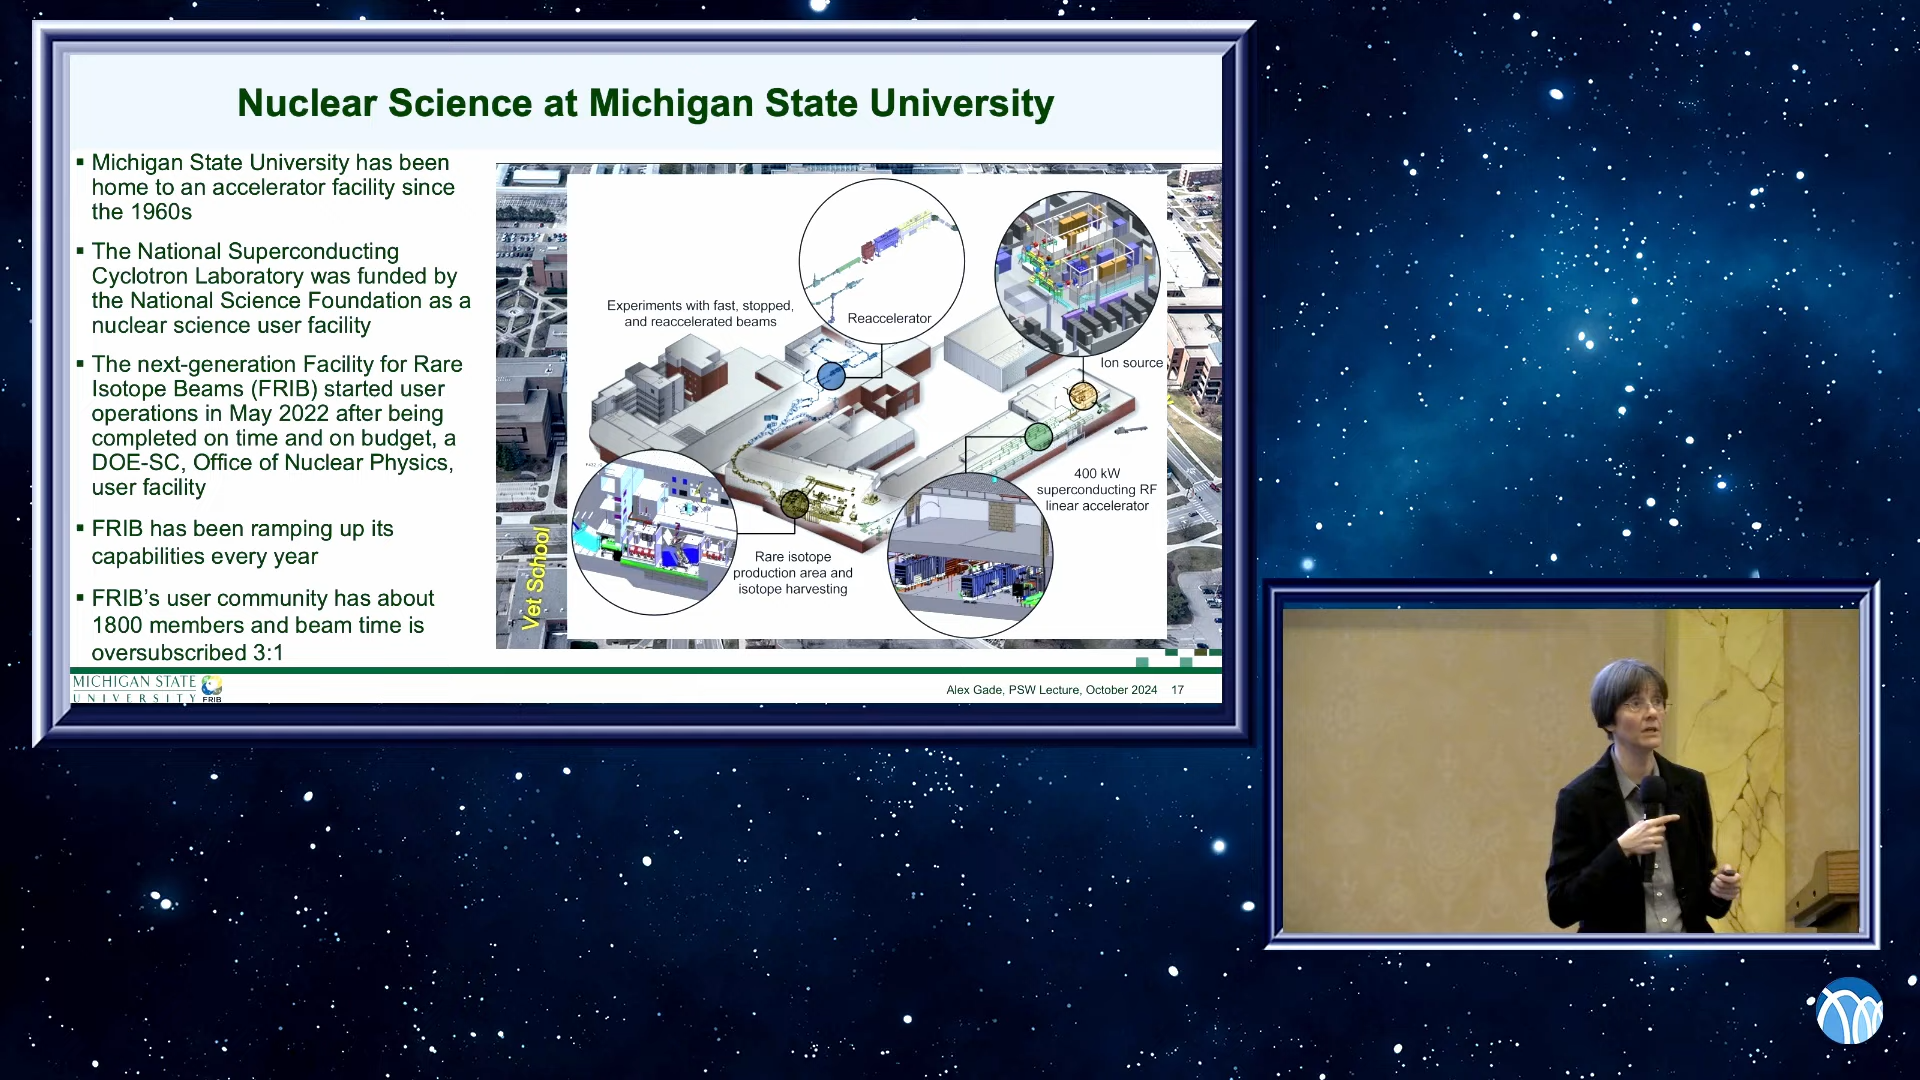 Nuclear Science at Michigan State University
▪ Michigan State University has been
home to an accelerator facility since
the 1960s
▪ The National Superconducting
Cyclotron Laboratory was funded by
the National Science Foundation as a
nuclear science user facility
▪ The next-generation Facility for Rare
Isotope Beams (FRIB) started user
operations in May 2022 after being
completed on time and on budget, a
DOE-SC, Office of Nuclear Physics,
user facility
▪ FRIB has been ramping up its
capabilities every year
▪ FRIB's user community has about
1800 members and beam time is
oversubscribed 3:1
Experiments with fast, stopped,
and reaccelerated beams
Reaccelerator
Ion source
400 kW
superconducting RF
linear accelerator
Rare isotope
production area and
isotope harvesting
Vet School
MICHIGAN STATE
UNIVERSITY
FRIB
Alex Gade, PSW Lecture, October 2024 17